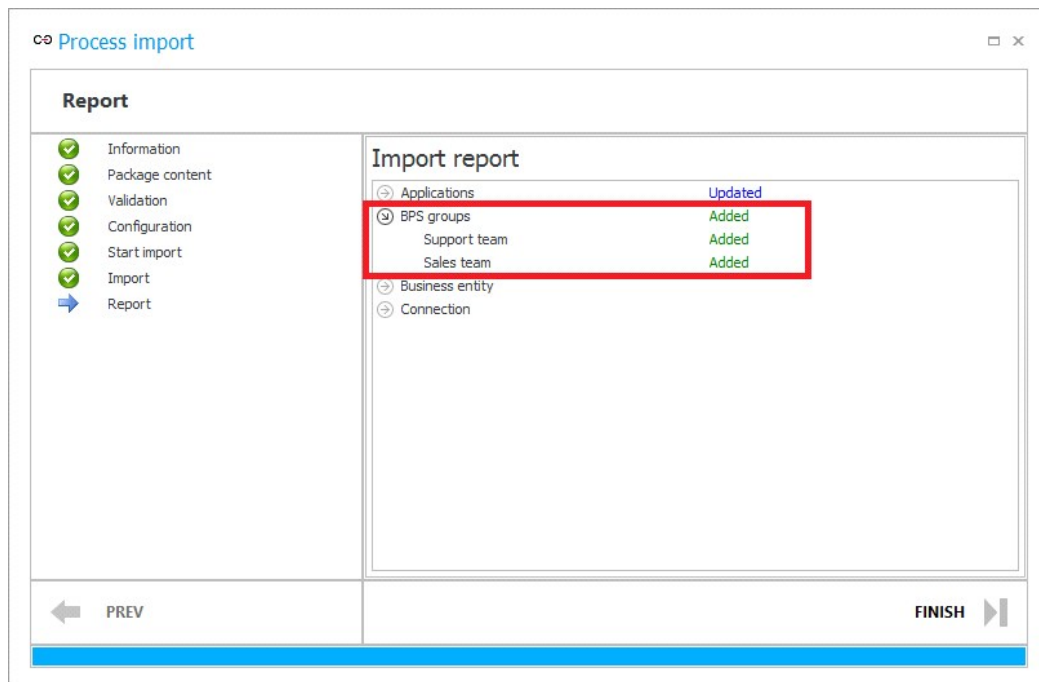 Process import
Report
Information
Package content
Validation
Configuration
Start import
Import
Report
Import report
Applications Updated
BPS groups Added
Support team Added
Sales team Added
Business entity
Connection
PREV
FINISH